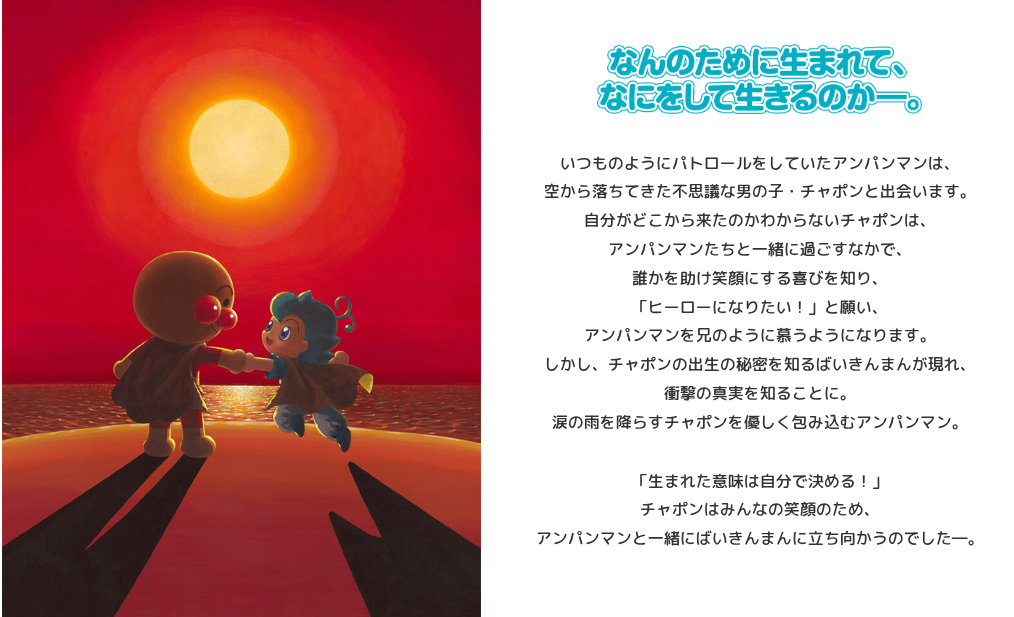 なんのために生まれて、
なにをして生きるのか―。
いつものようにパトロールをしていたアンパンマンは、
空から落ちてきた不思議な男の子・チャポンと出会います。
自分がどこから来たのかわからないチャポンは、
アンパンマンたちと一緒に過ごすなかで、
誰かを助け笑顔にする喜びを知り、
「ヒーローになりたい！」と願い、
アンパンマンを兄のように慕うようになります。
しかし、チャポンの出生の秘密を知るばいきんまんが現れ、
衝撃の真実を知ることに。
涙の雨を降らすチャポンを優しく包み込むアンパンマン。
「生まれた意味は自分で決める！」
チャポンはみんなの笑顔のため、
アンパンマンと一緒にばいきんまんに立ち向かうのでした―。